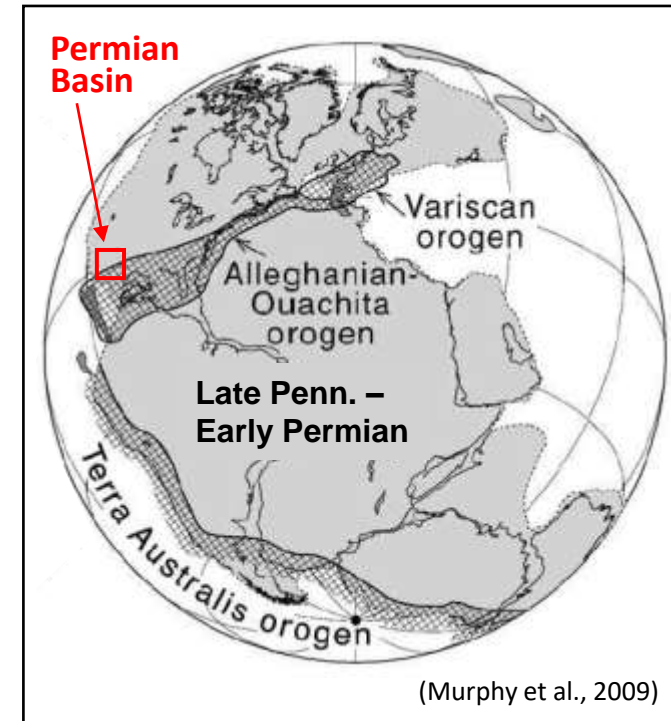 Permian
Basin
Variscan
orogen
Alleghanian-
Ouachita
orogen
Late Penn. –
Early Permian
Terra Australis orogen
(Murphy et al., 2009)